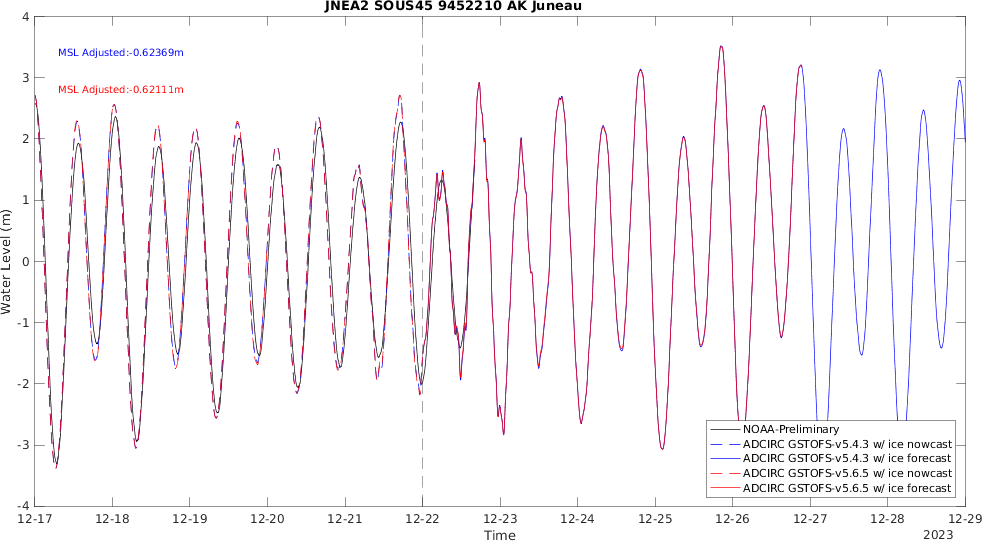 JNEA2 SOUS45 9452210 AK Juneau
MSL Adjusted:-0.62369m
MSL Adjusted:-0.62111m
Water Level (m)
4
3
2
1
0
-1
-2
-3
-4
NOAA-Preliminary
ADCIRC GSTOFS-v5.4.3 w/ ice nowcast
ADCIRC GSTOFS-v5.4.3 w/ ice forecast
ADCIRC GSTOFS-v5.6.5 w/ ice nowcast
ADCIRC GSTOFS-v5.6.5 w/ ice forecast
12-17 12-18 12-19 12-20 12-21 12-22 12-23 12-24 12-25 12-26 12-27 12-28 12-29
Time
2023